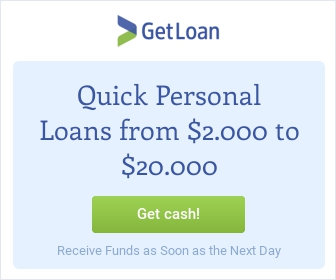 GetLoan
Quick Personal
Loans from $2.000 to
$20.000
Get cash!
Receive Funds as Soon as the Next Day